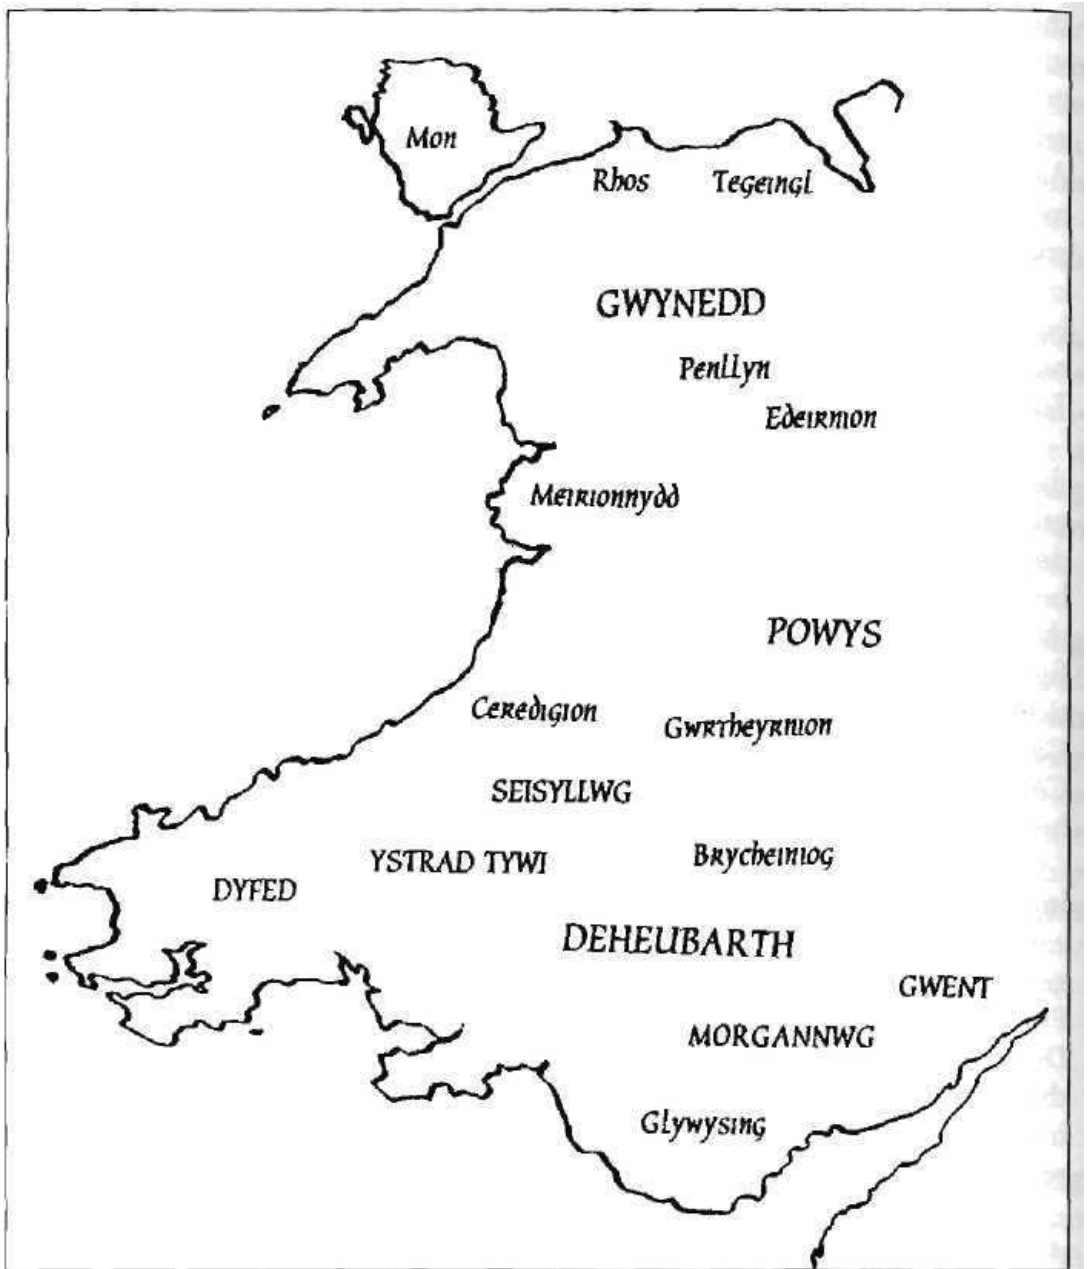 Mon
Rhos
Tegeingl
GWYNEDD
Penllyn
Edeirnion
Meirionnydd
POWYS
Ceredigion
Gwrtheyrnion
SEISYLLWG
YSTRAD TYWI
Brycheiniog
DYFED
DEHEUBARTH
GWENT
MORGANNWG
Glywysing